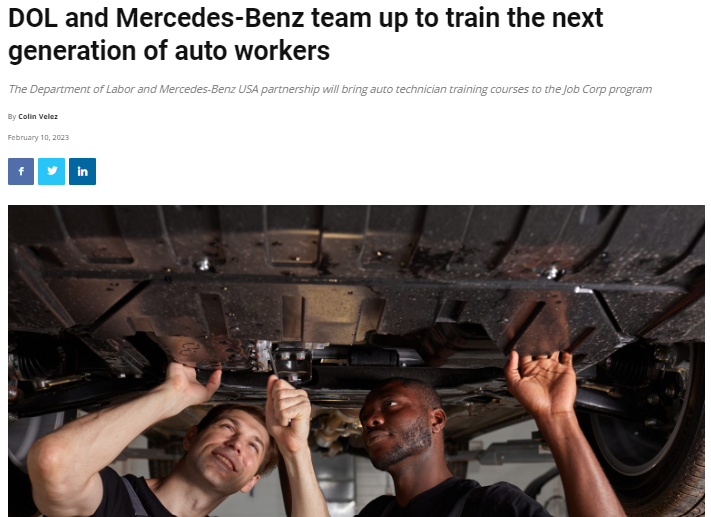 DOL and Mercedes-Benz team up to train the next
generation of auto workers
The Department of Labor and Mercedes-Benz USA partnership will bring auto technician training courses to the Job Corp program
By Colin Velez
February 10, 2023
f
in